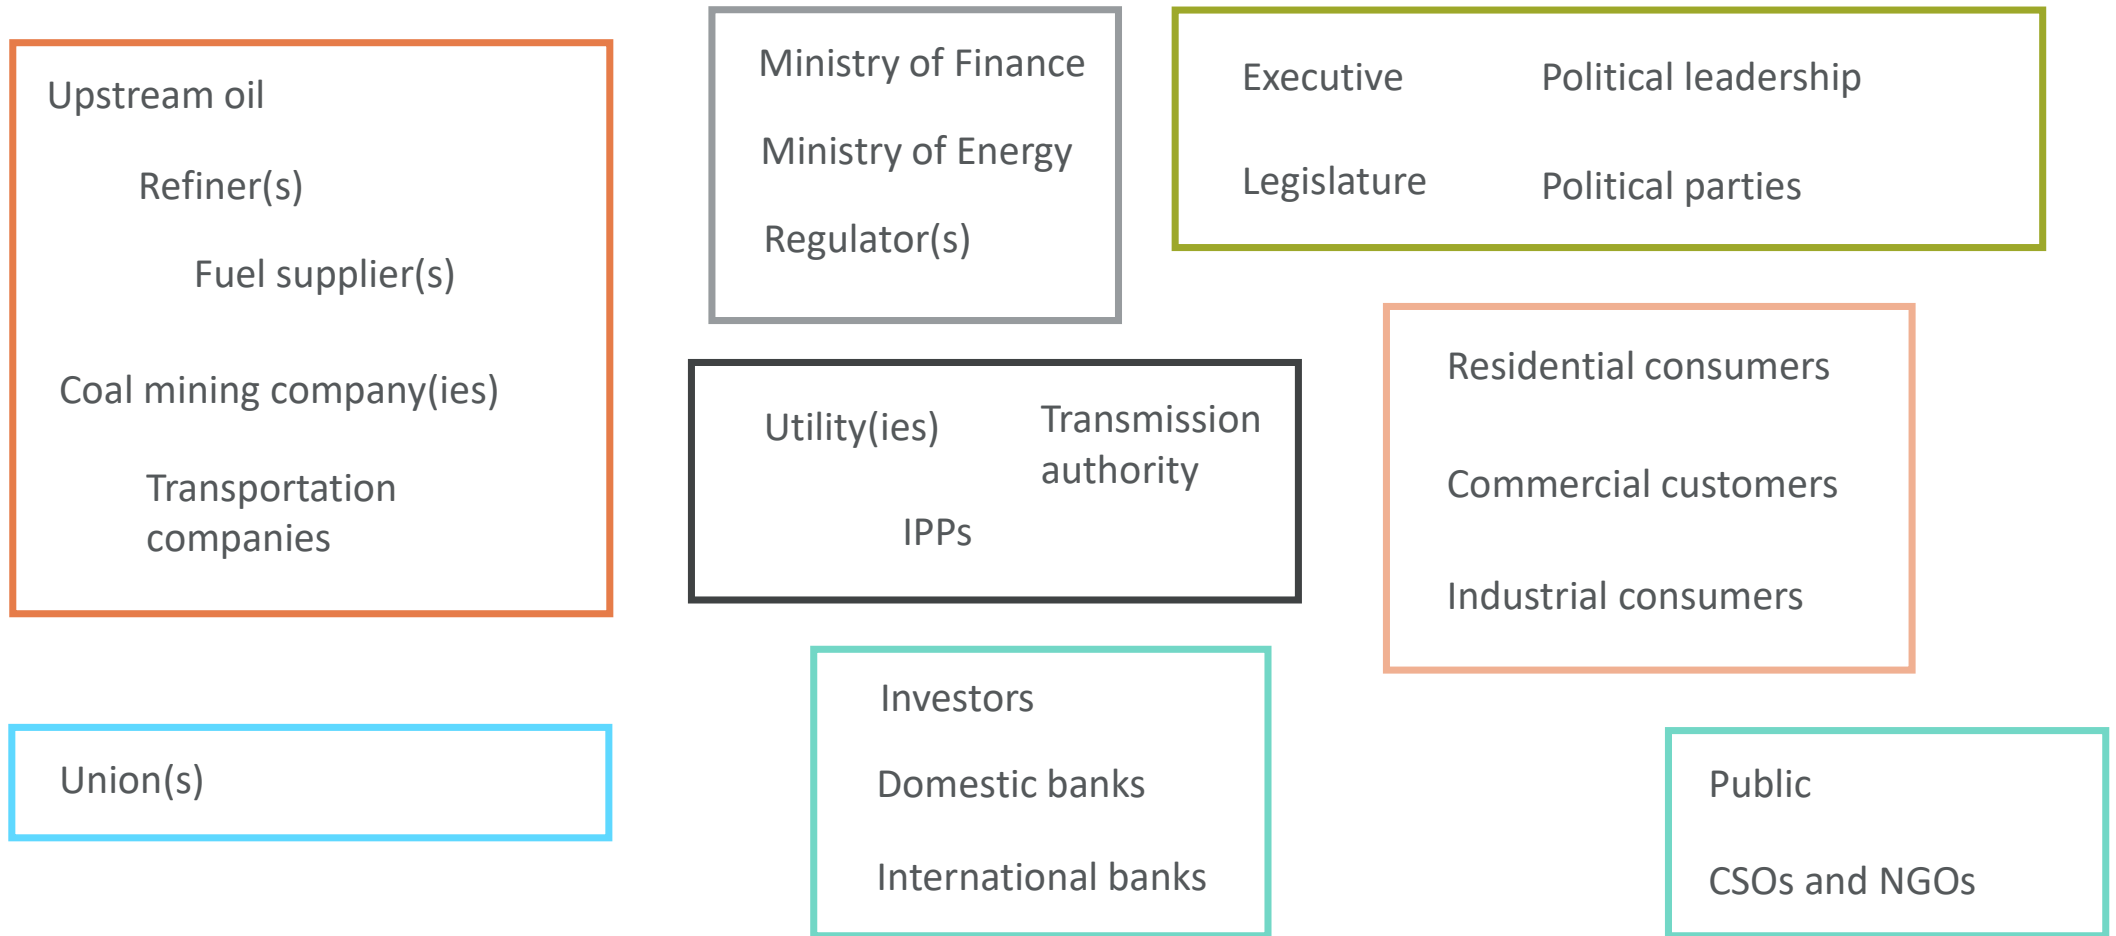 Upstream oil
Refiner(s)
Fuel supplier(s)
Coal mining company(ies)
Transportation
companies
Union(s)
Ministry of Finance
Ministry of Energy
Regulator(s)
Utility(ies)
Transmission
authority
IPPs
Investors
Domestic banks
International banks
Executive
Political leadership
Legislature
Political parties
Residential consumers
Commercial customers
Industrial consumers
Public
CSOs and NGOs